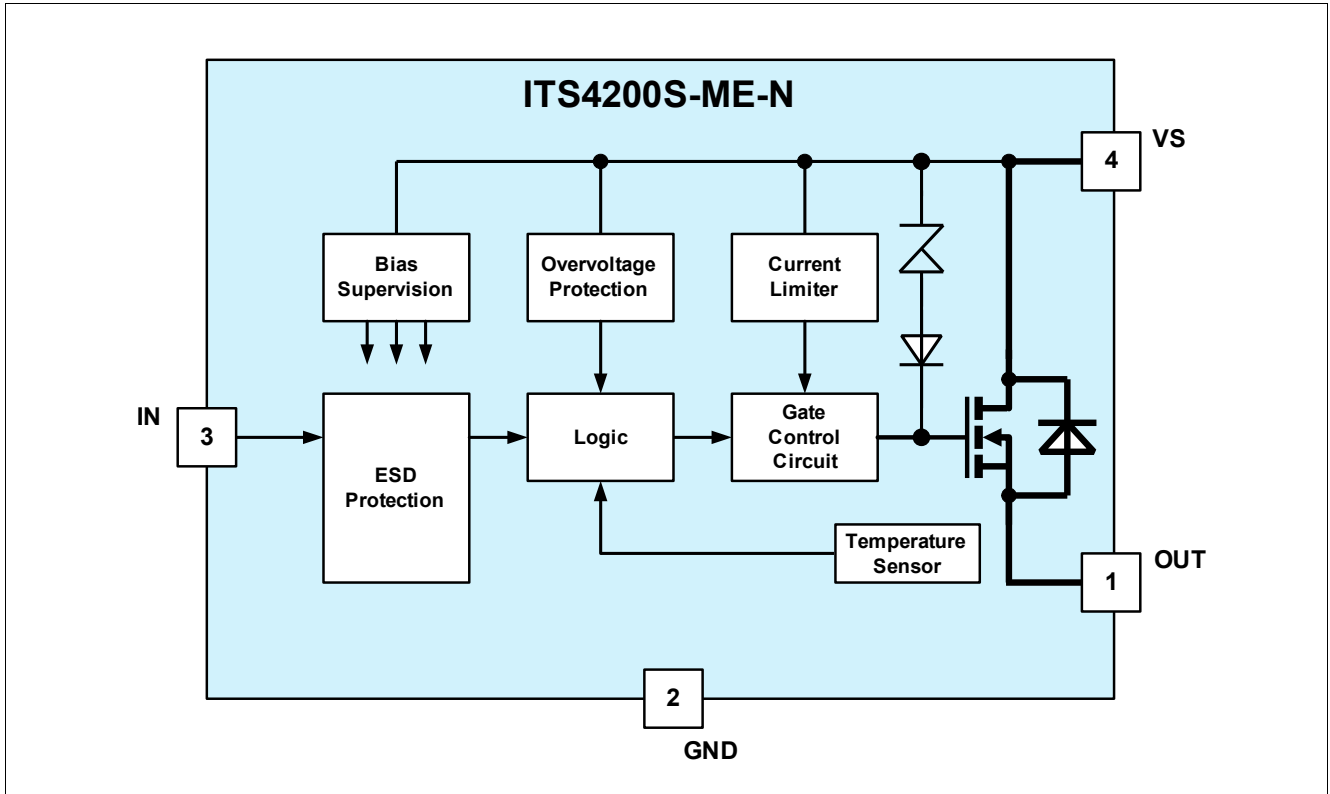 ITS4200S-ME-N
4
VS
Bias
Supervision
Overvoltage
Protection
Current
Limiter
IN
3
ESD
Protection
Logic
Gate
Control
Circuit
Temperature
Sensor
1
OUT
2
GND